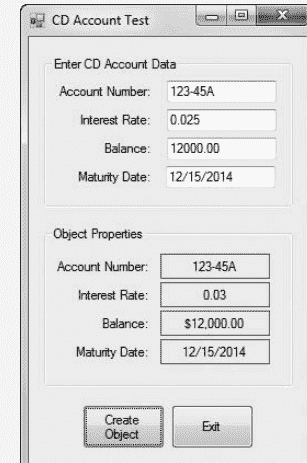 CD Account Test
Enter CD Account Data
Account Number: 123-45A
Interest Rate: 0.025
Balance: 12000.00
Maturity Date: 12/15/2014
Object Properties
Account Number: 123-45A
Interest Rate: 0.03
Balance: $12,000.00
Maturity Date: 12/15/2014
Create
Object
Exit